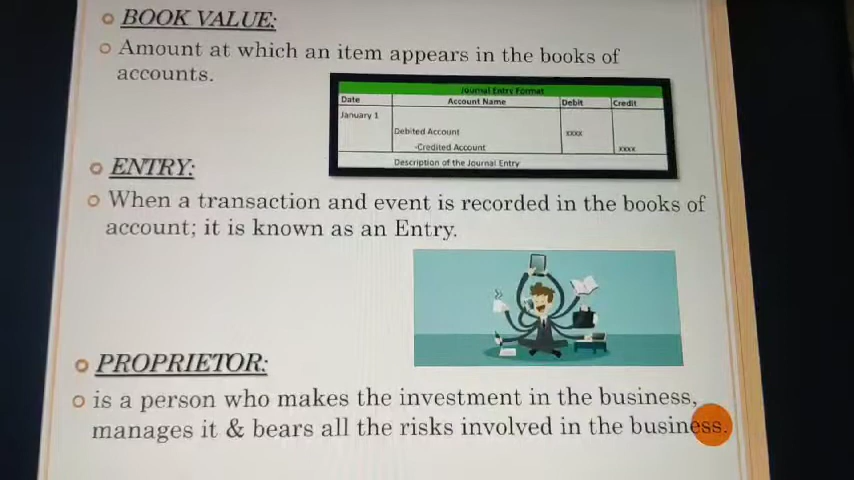 BOOK VALUE:
Amount at which an item appears in the books of
accounts.
Journal Entry Format
Date Account Name Debit Credit
January 1
Debited Account xxxx
-Credited Account xxxx
Description of the Journal Entry
ENTRY:
When a transaction and event is recorded in the books of
account; it is known as an Entry.
PROPRIETOR:
is a person who makes the investment in the business,
manages it & bears all the risks involved in the business.